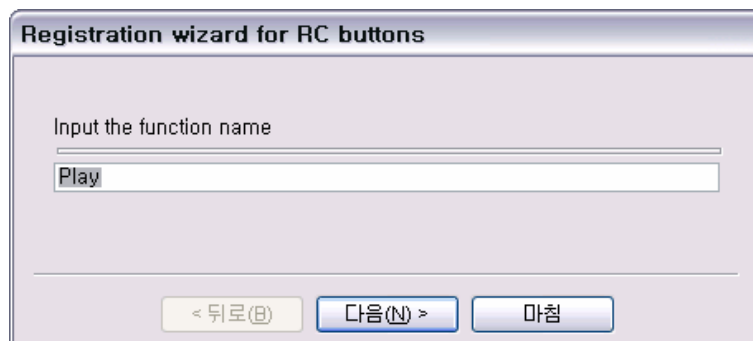 Registration wizard for RC buttons
Input the function name
Play
< 뒤로(B) 다음(N) > 마침